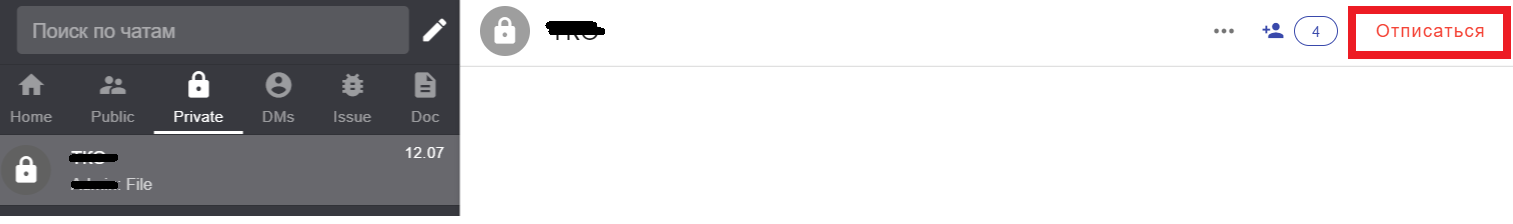 Поиск по чатам
Home Public Private DMs Issue Doc
12.07
File
4
Отписаться